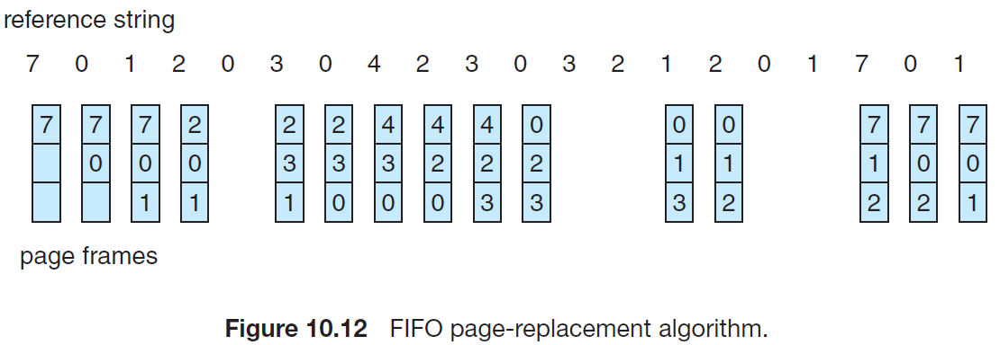 reference string
7 0 1 2 0 3 0 4 2 3 0 3 2 1 2 0 1 7 0 1
7 7 7 2 2 2 4 4 4 0 0 0 7 7 7
0 0 0 3 3 3 2 2 2 1 1 1 0 0
1 1 1 0 0 0 3 3 3 2 2 2 1
page frames
Figure 10.12 FIFO page-replacement algorithm.